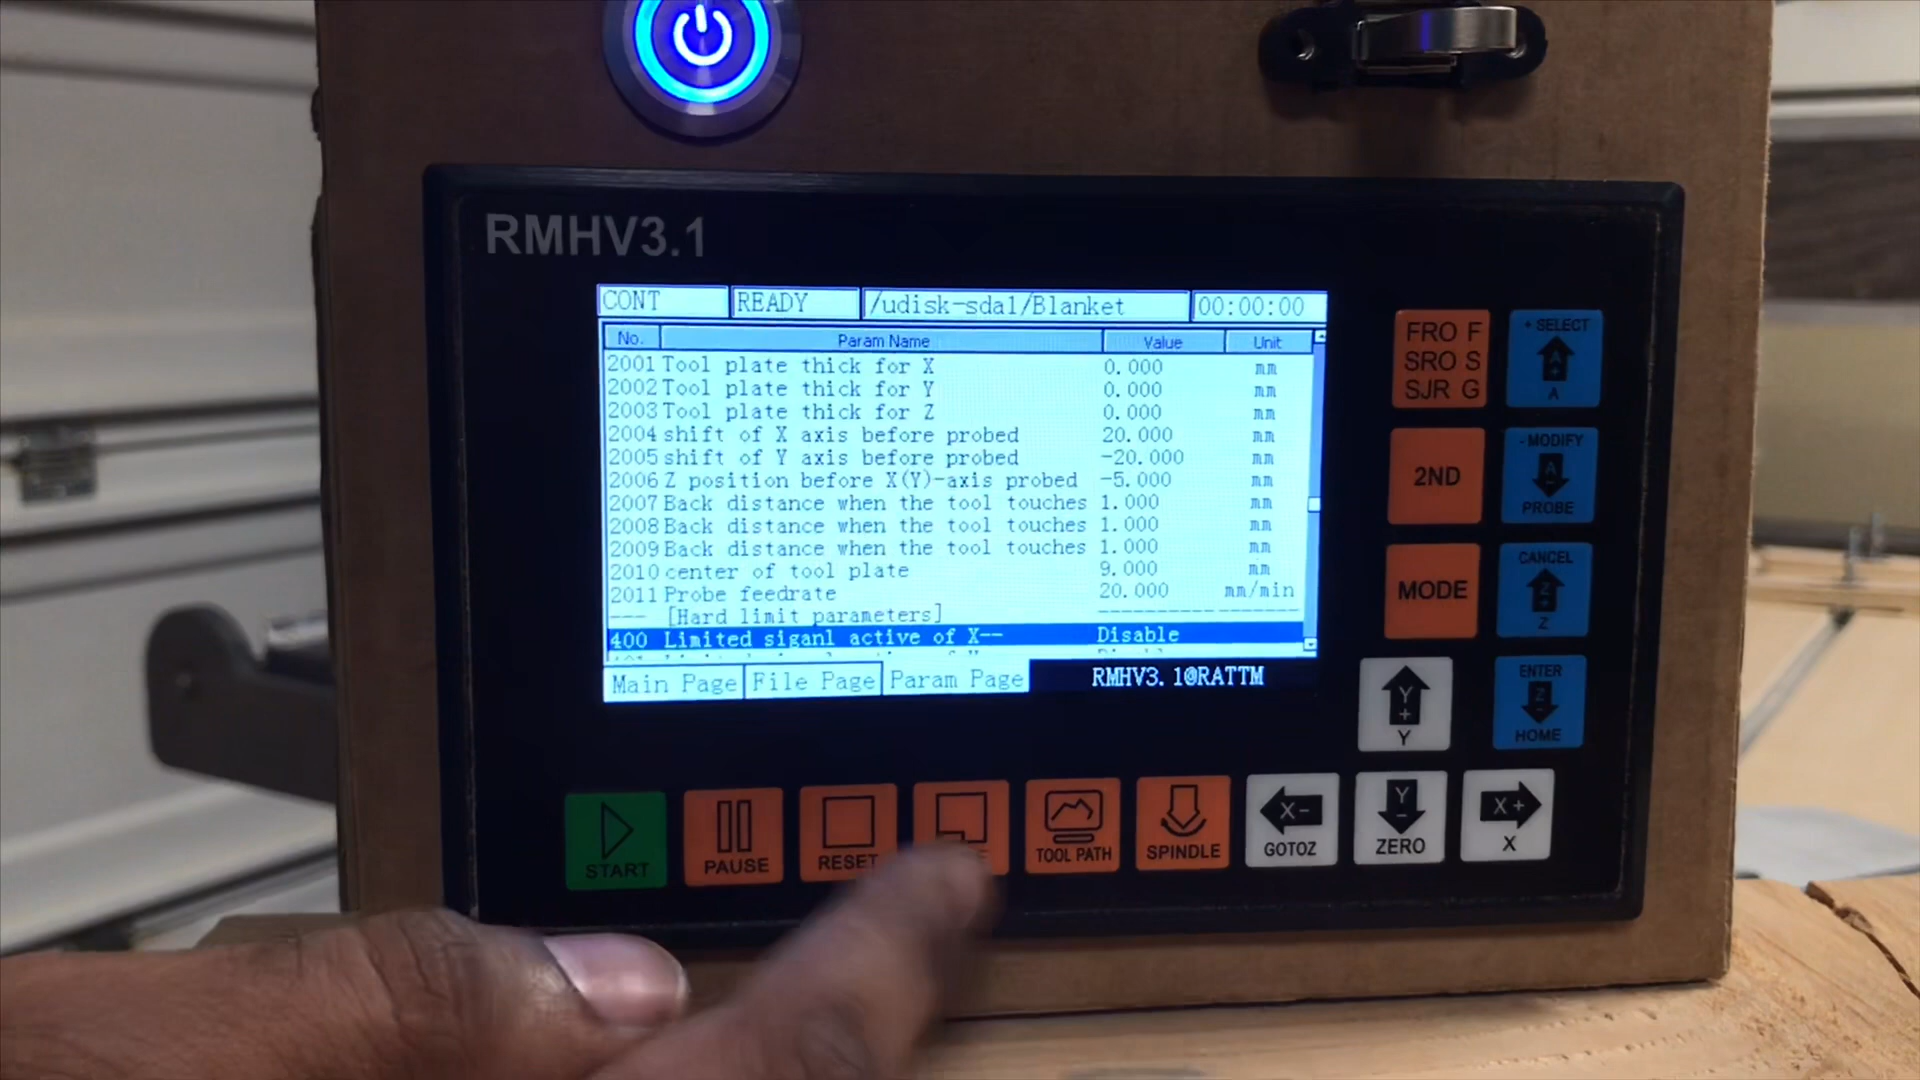 RMHV3.1
CONT READY /udisk-sda1/Blanket 00:00:00
No. Param Name Value Unit
2001 Tool plate thick for X 0.000 mm
2002 Tool plate thick for Y 0.000 mm
2003 Tool plate thick for Z 0.000 mm
2004 shift of X axis before probed 20.000 mm
2005 shift of Y axis before probed -20.000 mm
2006 Z position before X(Y)-axis probed -5.000 mm
2007 Back distance when the tool touches 1.000 mm
2008 Back distance when the tool touches 1.000 mm
2009 Back distance when the tool touches 1.000 mm
2010 center of tool plate 9.000 mm
2011 Probe feedrate 20.000 mm/min
--- [Hard limit parameters] ------------------
400 Limited siganl active of X-- Disable
Main Page File Page Param Page RMHV3.1@RATTM
FRO F
SRO S
SJR G
+ SELECT
A
+
A
2ND
- MODIFY
A
-
PROBE
MODE
CANCEL
Z
+
Z
Y
+
Y
ENTER
Z
-
HOME
START
PAUSE
RESET
TOOL PATH
SPINDLE
X-
GOTOZ
Y
-
ZERO
X+
X